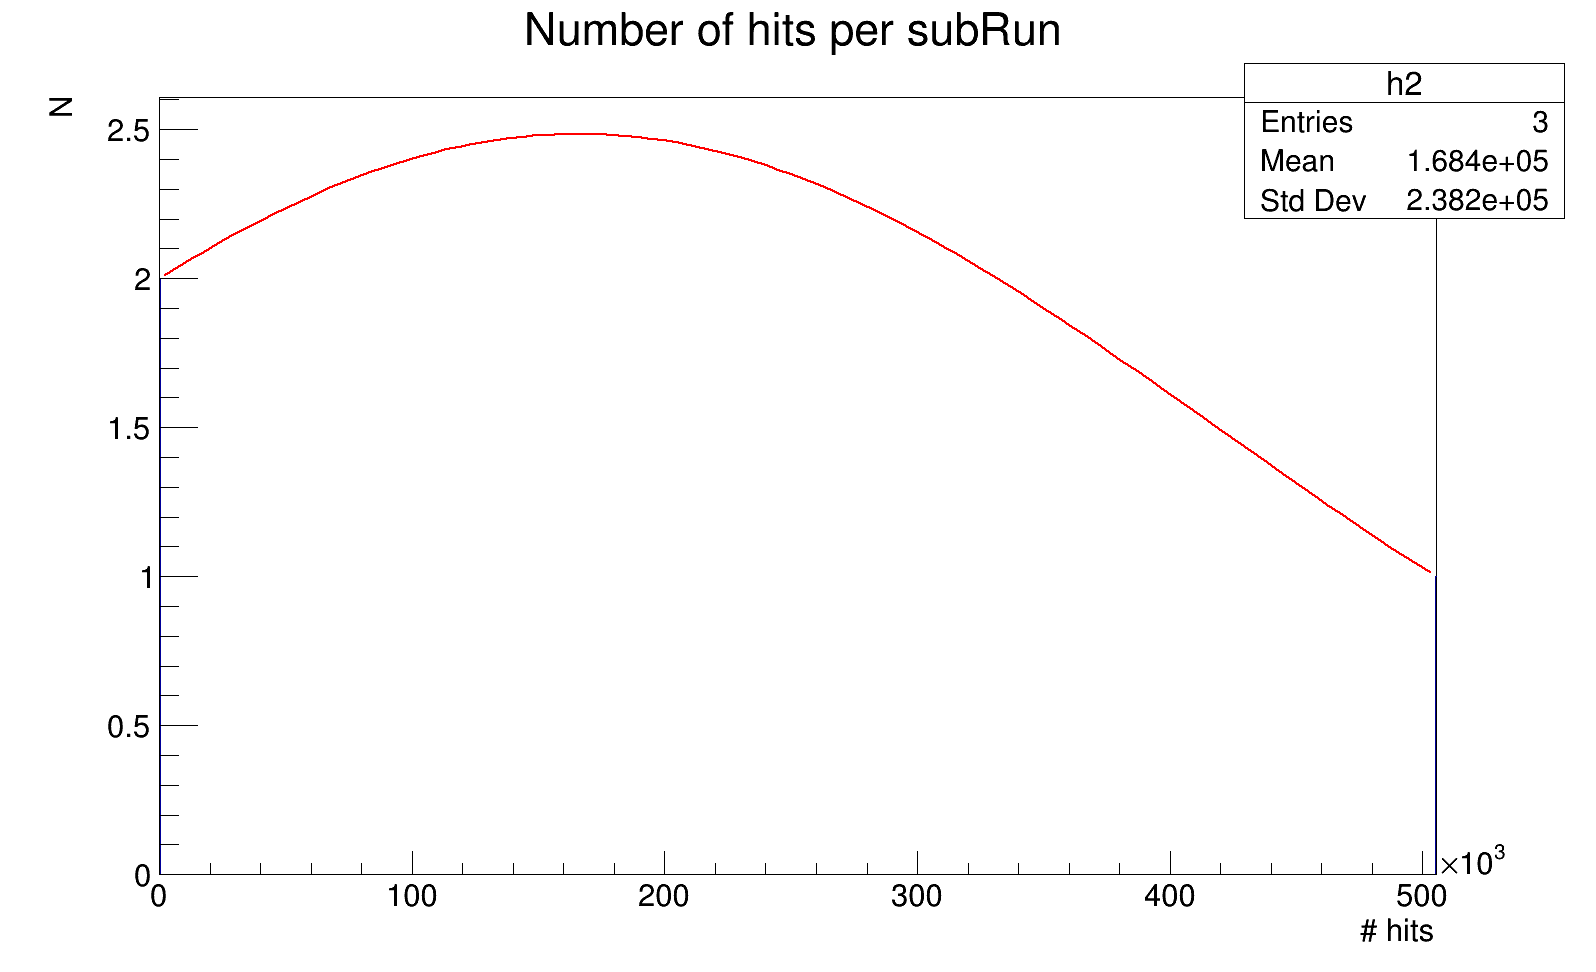 Number of hits per subRun
h2
Entries 3
Mean 1.684e+05
Std Dev 2.382e+05
N
2.5
2
1.5
1
0.5
0
0 100 200 300 400 500
×10³
# hits